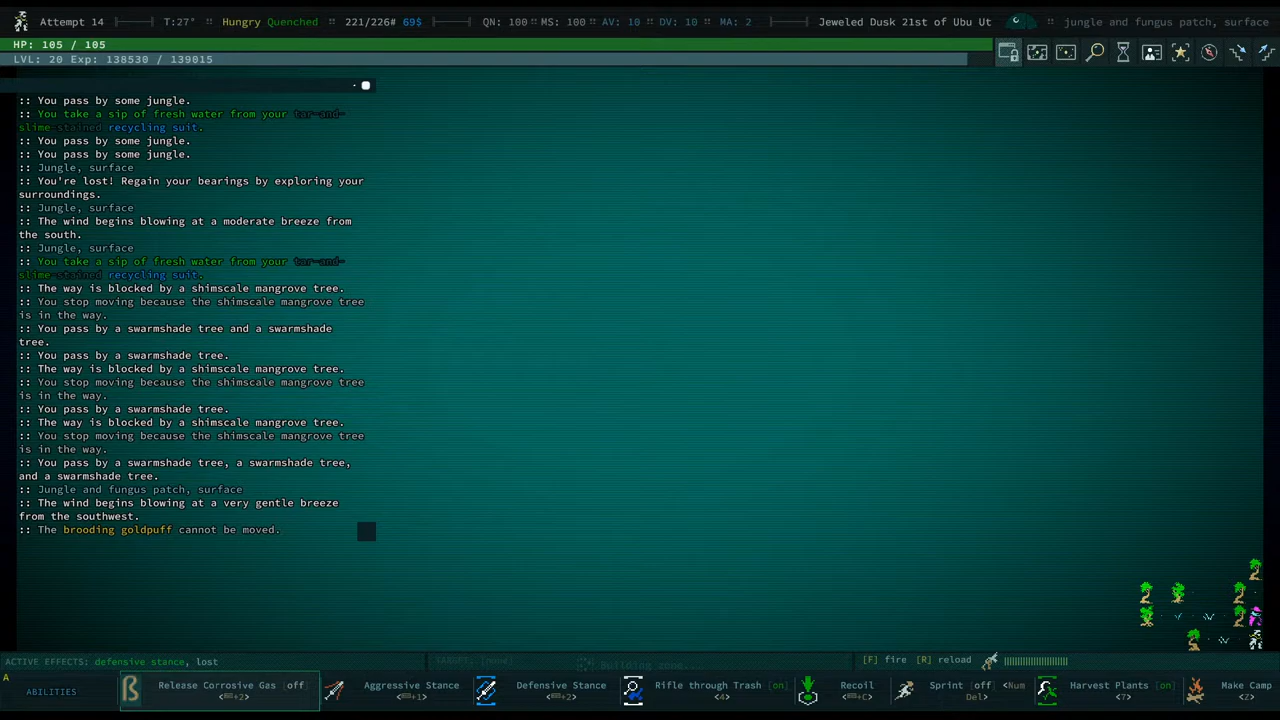 Attempt 14 T:27° :: Hungry Quenched :: 221/226# 69$ QN: 100 :: MS: 100 :: AV: 10 :: DV: 10 :: MA: 2 Jeweled Dusk 21st of Ubu Ut :: jungle and fungus patch, surface
HP: 105 / 105
LVL: 20 Exp: 138530 / 139015
:: You pass by some jungle.
:: You take a sip of fresh water from your tar-and-
slime-stained recycling suit.
:: You pass by some jungle.
:: You pass by some jungle.
:: Jungle, surface
:: You're lost! Regain your bearings by exploring your
surroundings.
:: Jungle, surface
:: The wind begins blowing at a moderate breeze from
the south.
:: Jungle, surface
:: You take a sip of fresh water from your tar-and-
slime-stained recycling suit.
:: The way is blocked by a shimscale mangrove tree.
:: You stop moving because the shimscale mangrove tree
is in the way.
:: You pass by a swarmshade tree and a swarmshade
tree.
:: You pass by a swarmshade tree.
:: The way is blocked by a shimscale mangrove tree.
:: You stop moving because the shimscale mangrove tree
is in the way.
:: You pass by a swarmshade tree.
:: The way is blocked by a shimscale mangrove tree.
:: You stop moving because the shimscale mangrove tree
is in the way.
:: You pass by a swarmshade tree, a swarmshade tree,
and a swarmshade tree.
:: Jungle and fungus patch, surface
:: The wind begins blowing at a very gentle breeze
from the southwest.
:: The brooding goldpuff cannot be moved.
ACTIVE EFFECTS: defensive stance, lost TARGET: [none] Building zone... [F] fire [R] reload
A
ABILITIES Release Corrosive Gas [off] Aggressive Stance Defensive Stance Rifle through Trash [on] Recoil Sprint [off] <Num Harvest Plants [on] Make Camp
<⌨+2> <⌨+1> <⌨+2> <4> <⌨+C> Del> <7> <Z>